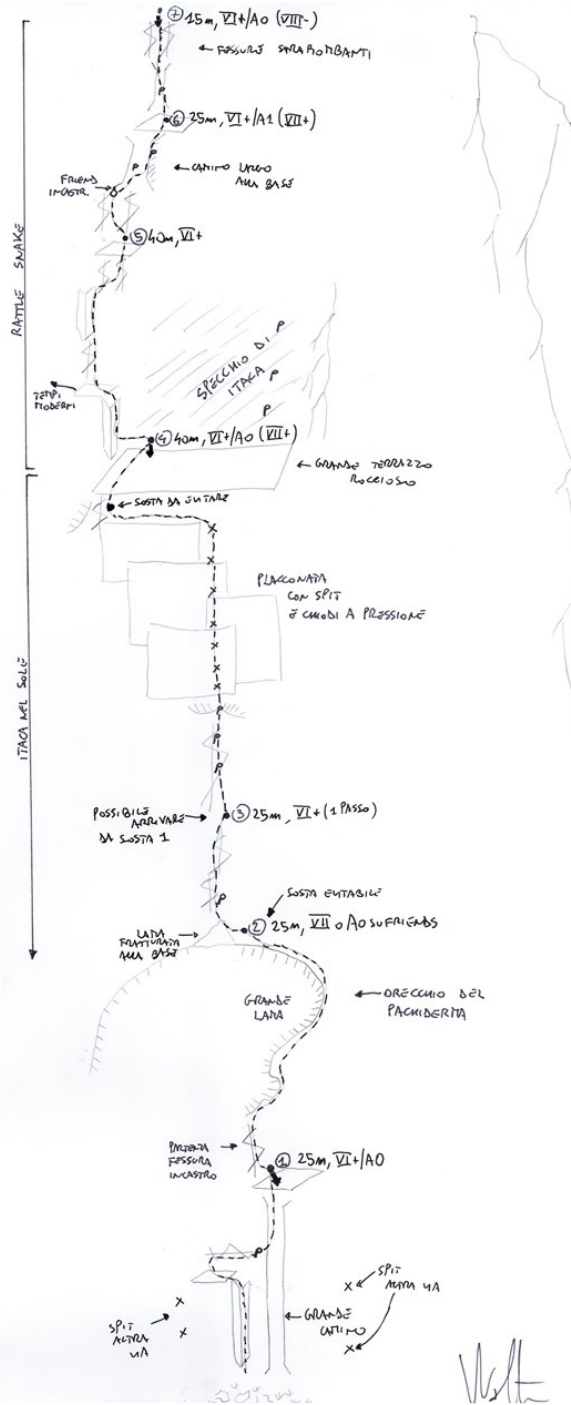 7 15m, VI+/A0 (VIII-)
← FESSURE STRAPIOMBANTI
6 25m, VI+/A1 (VII+)
← CAMINO LARGO
ALLA BASE
FRIEND
INCASTR.
5 40m, VI+
RATTLE SNAKE
SPECCHIO DI
ITACA
TEMPI
MODERNI
4 40m, VI+/A0 (VII+)
← GRANDE TERRAZZO
ROCCIOSO
← SOSTA DA EVITARE
PLACCONATA
CON SPIT
E CHIODI A PRESSIONE
ITACA NEL SOLE
POSSIBILE
ARRIVARE
DA SOSTA 1
3 25m, VI+ (1 PASSO)
SOSTA EVITABILE
2 25m, VII o A0 SU FRIENDS
LAMA
FRATTURATA
ALLA BASE
GRANDE
LAMA
← ORECCHIO DEL
PACHIDERMA
PARTENZA
FESSURA
INCASTRO
1 25m, VI+/A0
SPIT
ALTRA VIA
SPIT
ALTRA
VIA
← GRANDE
CAMINO